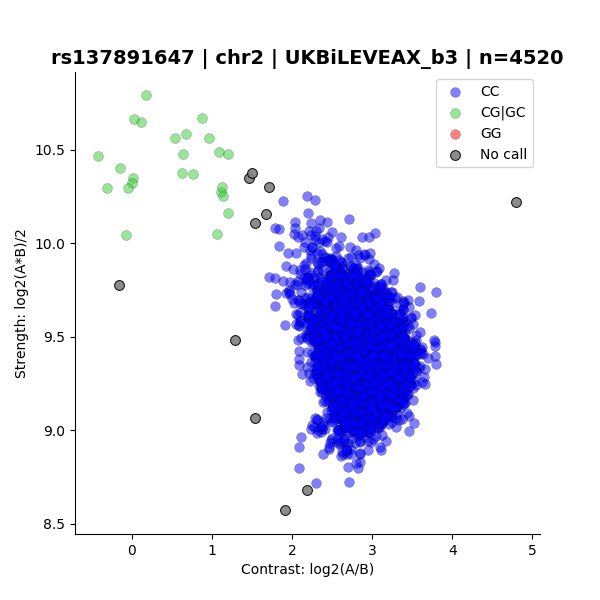 rs137891647 | chr2 | UKBiLEVEAX_b3 | n=4520
CC
CG|GC
GG
No call
Strength: log2(A*B)/2
10.5
10.0
9.5
9.0
8.5
0 1 2 3 4 5
Contrast: log2(A/B)